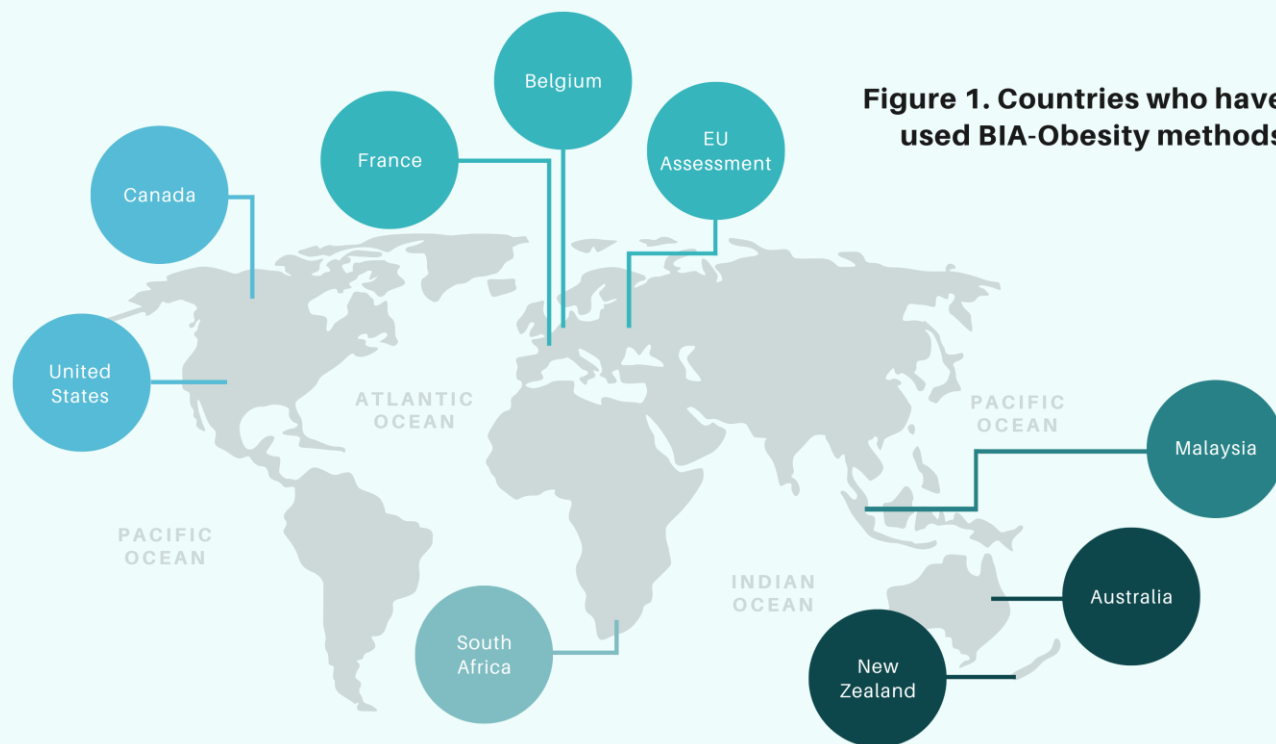 Figure 1. Countries who have
used BIA-Obesity methods
Belgium
EU
Assessment
France
Canada
United
States
ATLANTIC
OCEAN
PACIFIC
OCEAN
Malaysia
PACIFIC
OCEAN
INDIAN
OCEAN
Australia
South
Africa
New
Zealand